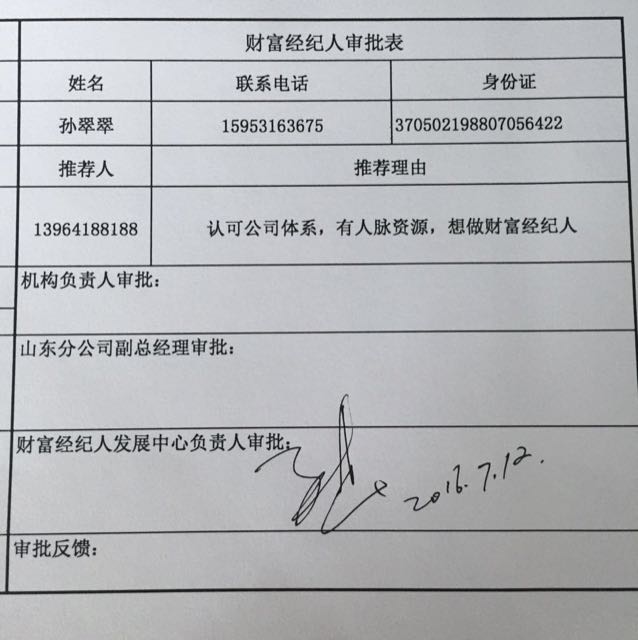 财富经纪人审批表
姓名 联系电话 身份证
孙翠翠 15953163675 370502198807056422
推荐人 推荐理由
13964188188 认可公司体系，有人脉资源，想做财富经纪人
机构负责人审批：
山东分公司副总经理审批：
财富经纪人发展中心负责人审批：
2016.7.12.
审批反馈：